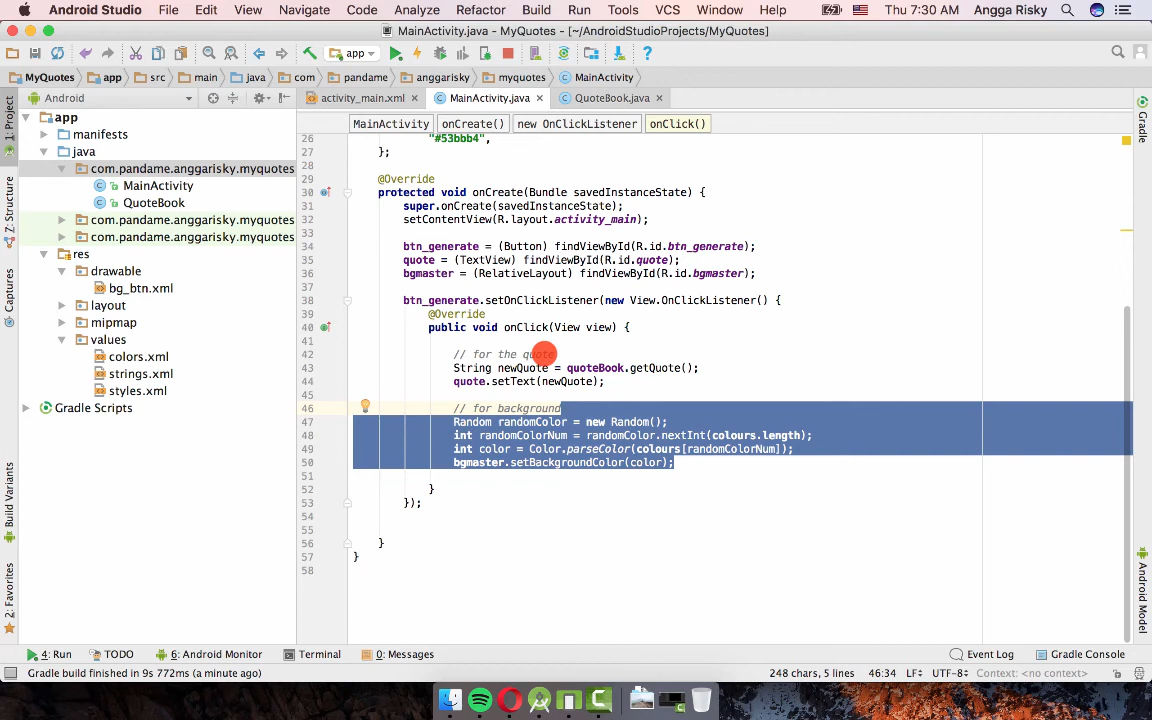 Android Studio File Edit View Navigate Code Analyze Refactor Build Run Tools VCS Window Help Thu 7:30 AM Angga Risky
MainActivity.java - MyQuotes - [~/AndroidStudioProjects/MyQuotes]
app
MyQuotes app src main java com pandame anggarisky myquotes MainActivity
Android
activity_main.xml MainActivity.java QuoteBook.java
MainActivity onCreate() new OnClickListener onClick()
1: Project
Z: Structure
Captures
Build Variants
2: Favorites
app
manifests
java
com.pandame.anggarisky.myquotes
MainActivity
QuoteBook
com.pandame.anggarisky.myquotes
com.pandame.anggarisky.myquotes
res
drawable
bg_btn.xml
layout
mipmap
values
colors.xml
strings.xml
styles.xml
Gradle Scripts
26 "#53bbb4",
27 };
28
29 @Override
30 protected void onCreate(Bundle savedInstanceState) {
31 super.onCreate(savedInstanceState);
32 setContentView(R.layout.activity_main);
33
34 btn_generate = (Button) findViewById(R.id.btn_generate);
35 quote = (TextView) findViewById(R.id.quote);
36 bgmaster = (RelativeLayout) findViewById(R.id.bgmaster);
37
38 btn_generate.setOnClickListener(new View.OnClickListener() {
39 @Override
40 public void onClick(View view) {
41
42 // for the quote
43 String newQuote = quoteBook.getQuote();
44 quote.setText(newQuote);
45
46 // for background
47 Random randomColor = new Random();
48 int randomColorNum = randomColor.nextInt(colours.length);
49 int color = Color.parseColor(colours[randomColorNum]);
50 bgmaster.setBackgroundColor(color);
51
52 }
53 });
54
55
56 }
57 }
58
Gradle
Android Model
4: Run TODO 6: Android Monitor Terminal 0: Messages Event Log Gradle Console
Gradle build finished in 9s 772ms (a minute ago) 248 chars, 5 lines 46:34 LF UTF-8 Context: <no context>